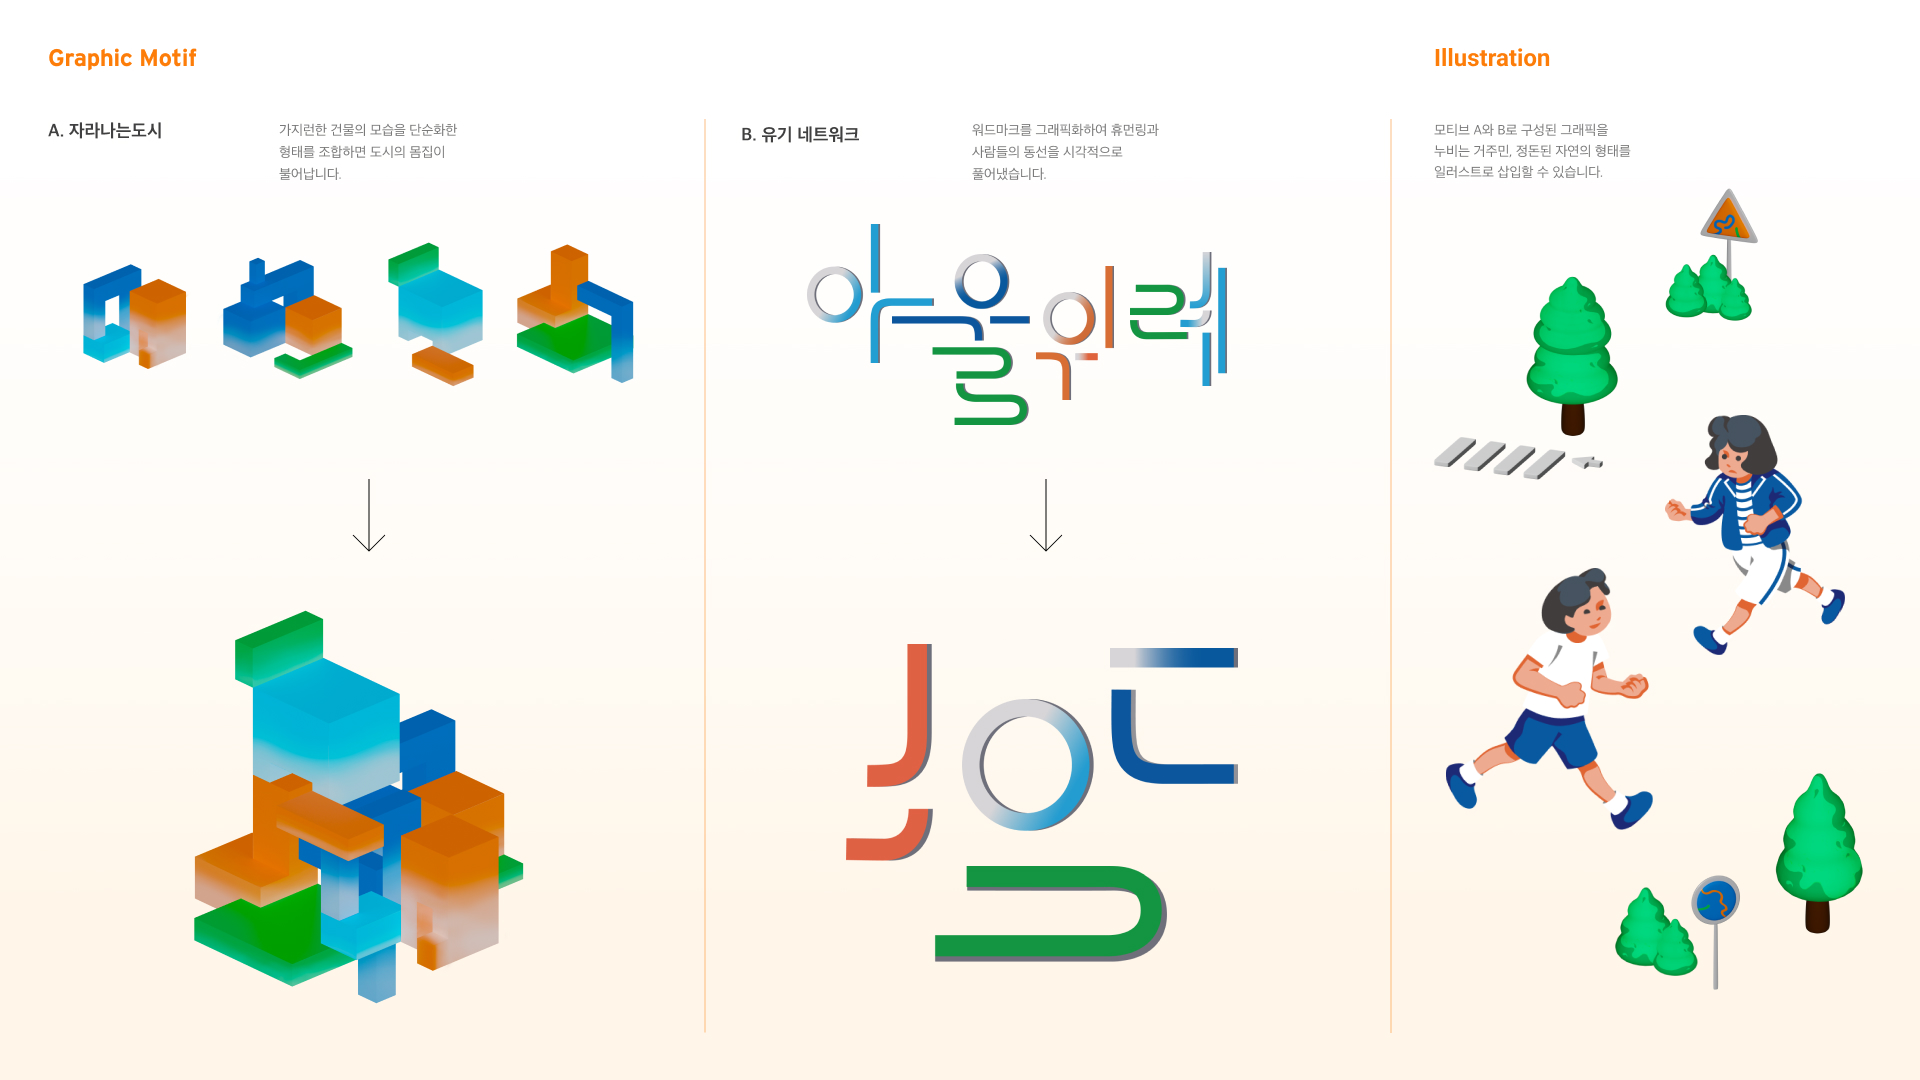 Graphic Motif
A. 자라나는도시
가지런한 건물의 모습을 단순화한
형태를 조합하면 도시의 몸집이
불어납니다.
B. 유기 네트워크
워드마크를 그래픽화하여 휴먼링과
사람들의 동선을 시각적으로
풀어냈습니다.
아울위례
Illustration
모티브 A와 B로 구성된 그래픽을
누비는 거주민, 정돈된 자연의 형태를
일러스트로 삽입할 수 있습니다.